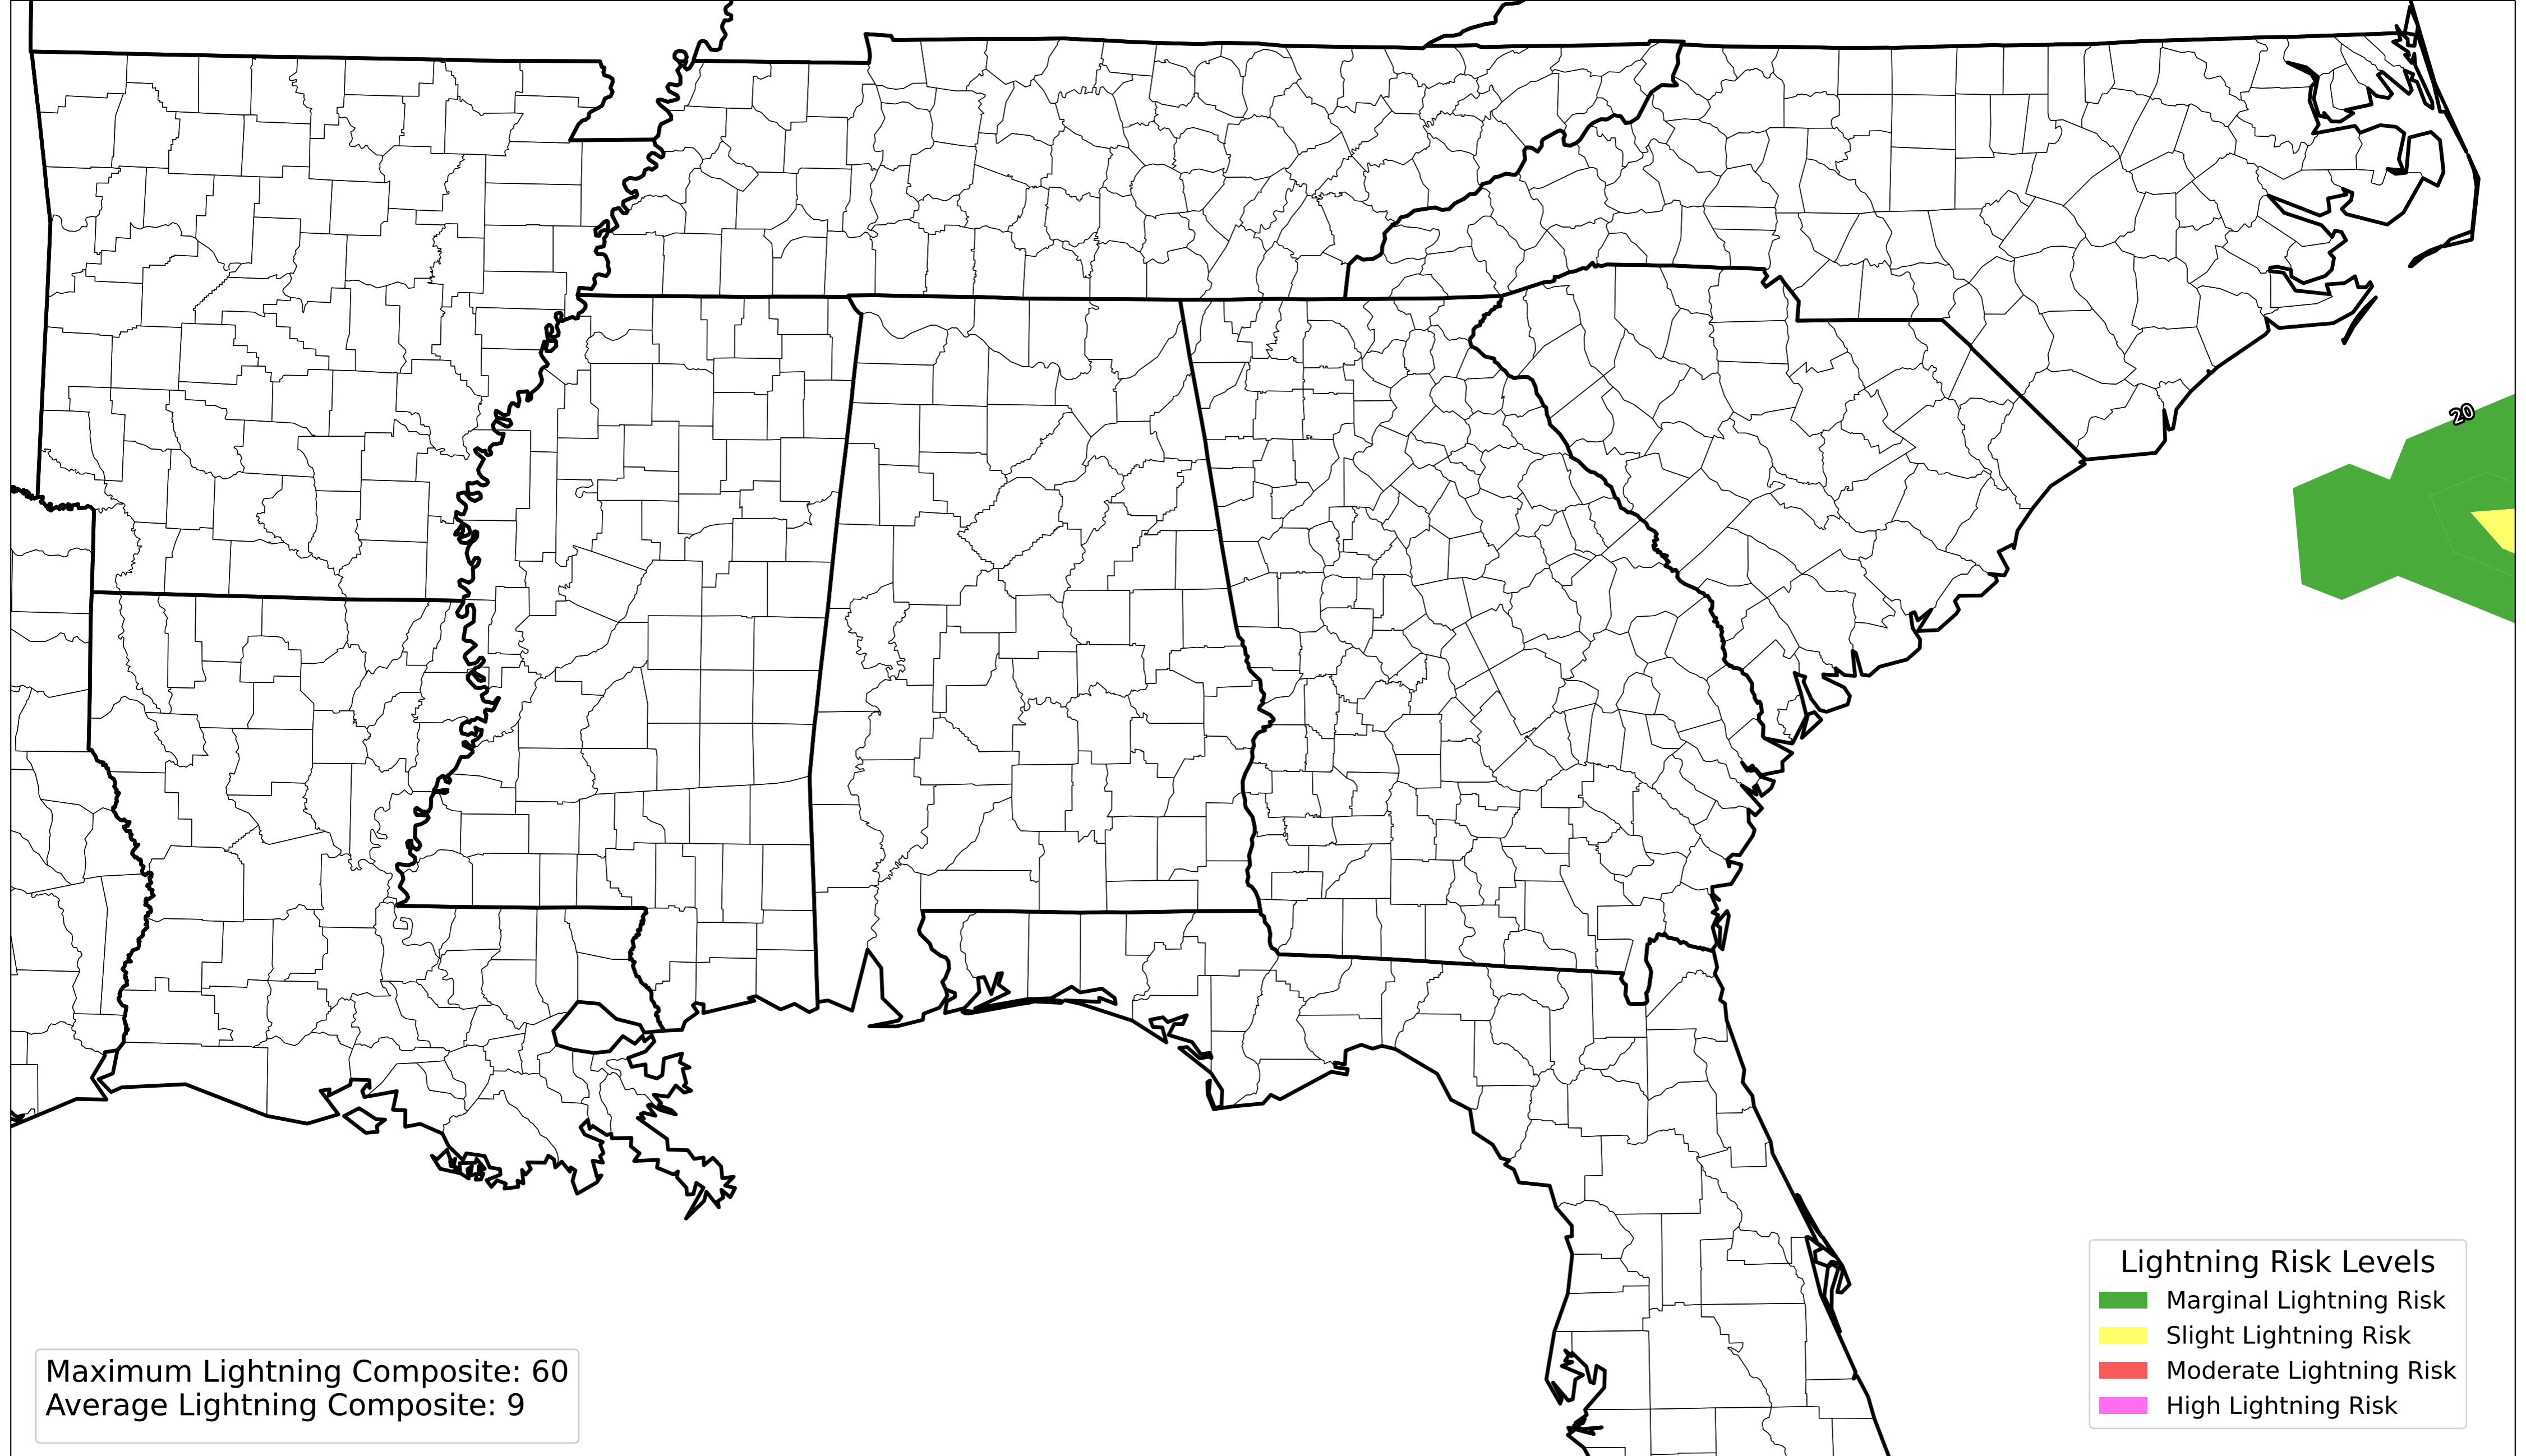 20
Lightning Risk Levels
Marginal Lightning Risk
Slight Lightning Risk
Moderate Lightning Risk
High Lightning Risk
Maximum Lightning Composite: 60
Average Lightning Composite: 9